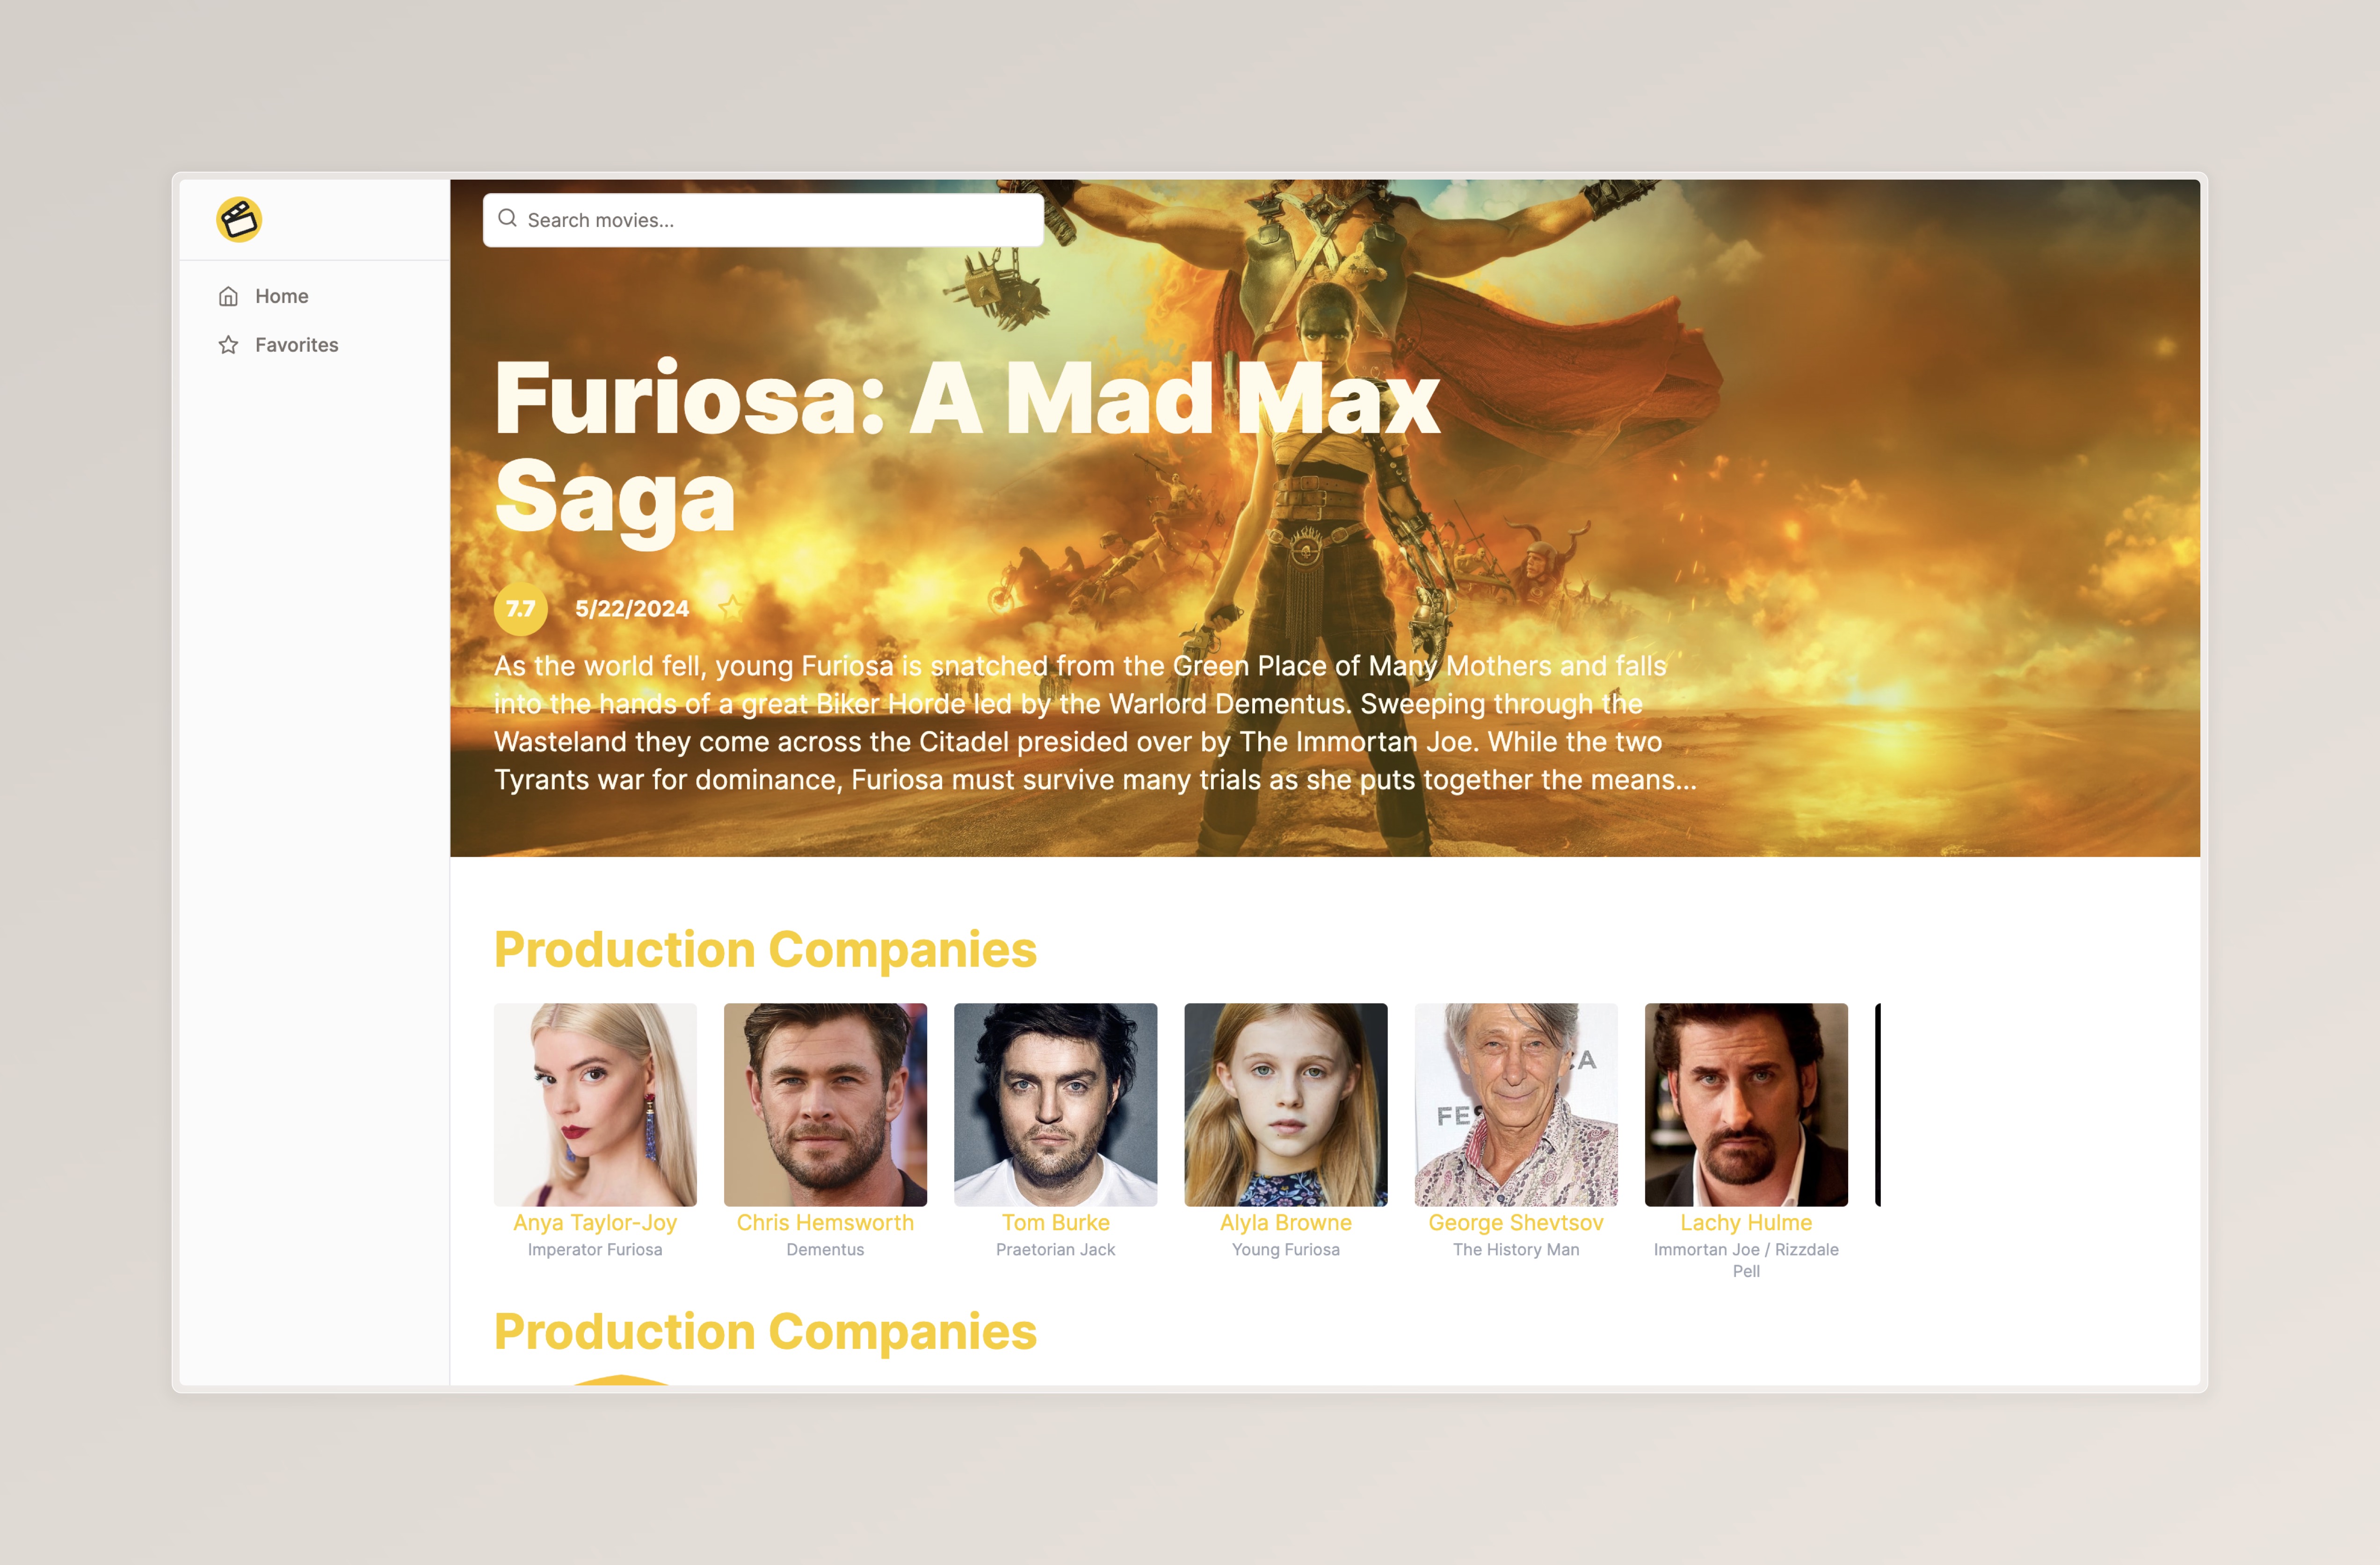 Search movies...
Home
Favorites
Furiosa: A Mad Max
Saga
7.7
5/22/2024
As the world fell, young Furiosa is snatched from the Green Place of Many Mothers and falls
into the hands of a great Biker Horde led by the Warlord Dementus. Sweeping through the
Wasteland they come across the Citadel presided over by The Immortan Joe. While the two
Tyrants war for dominance, Furiosa must survive many trials as she puts together the means...
Production Companies
FE
CA
Anya Taylor-Joy
Imperator Furiosa
Chris Hemsworth
Dementus
Tom Burke
Praetorian Jack
Alyla Browne
Young Furiosa
George Shevtsov
The History Man
Lachy Hulme
Immortan Joe / Rizzdale
Pell
Production Companies